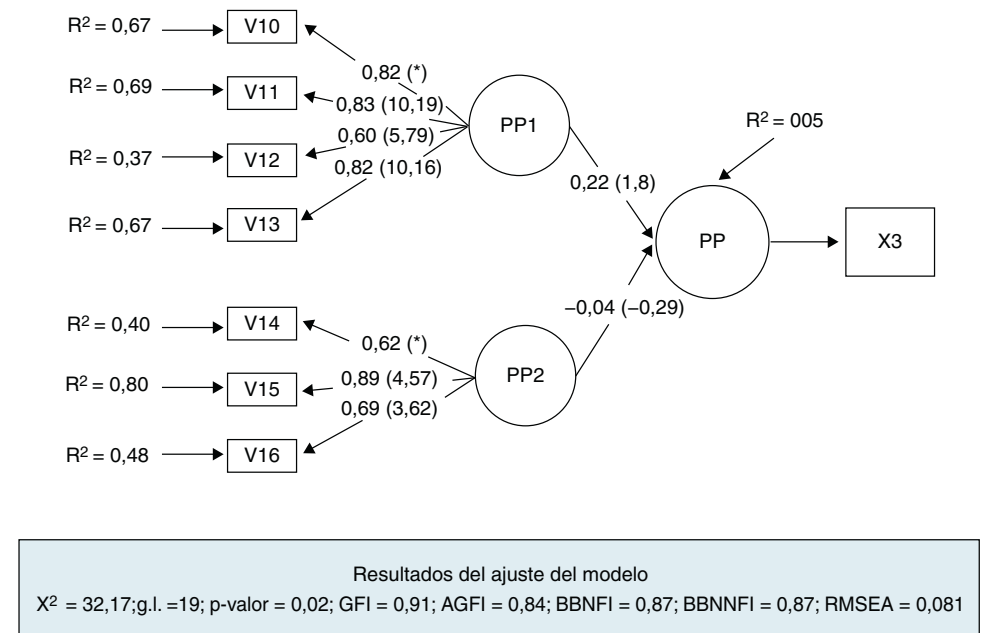 R² = 0,67
V10
0,82 (*)
R² = 0,69
V11
0,83 (10,19)
0,60 (5,79)
R² = 0,37
V12
0,82 (10,16)
R² = 0,67
V13
PP1
R² = 005
0,22 (1,8)
PP
X3
−0,04 (−0,29)
R² = 0,40
V14
0,62 (*)
R² = 0,80
V15
0,89 (4,57)
PP2
0,69 (3,62)
R² = 0,48
V16
Resultados del ajuste del modelo
X² = 32,17;g.l. =19; p-valor = 0,02; GFI = 0,91; AGFI = 0,84; BBNFI = 0,87; BBNNFI = 0,87; RMSEA = 0,081